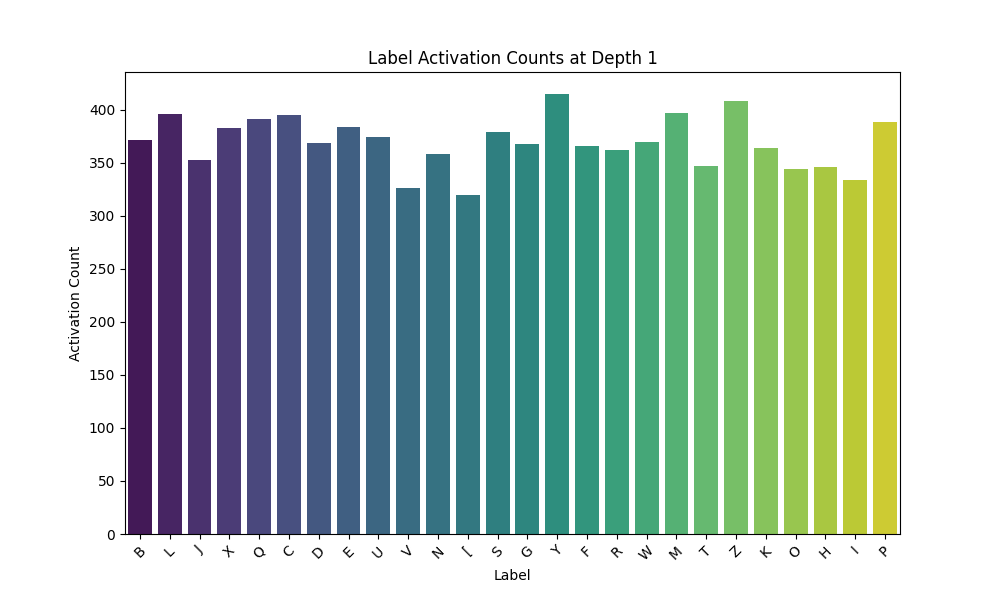 Label Activation Counts at Depth 1
Activation Count
400
350
300
250
200
150
100
50
0
B L J X Q C D E U V N [ S G Y F R W M T Z K O H I P
Label